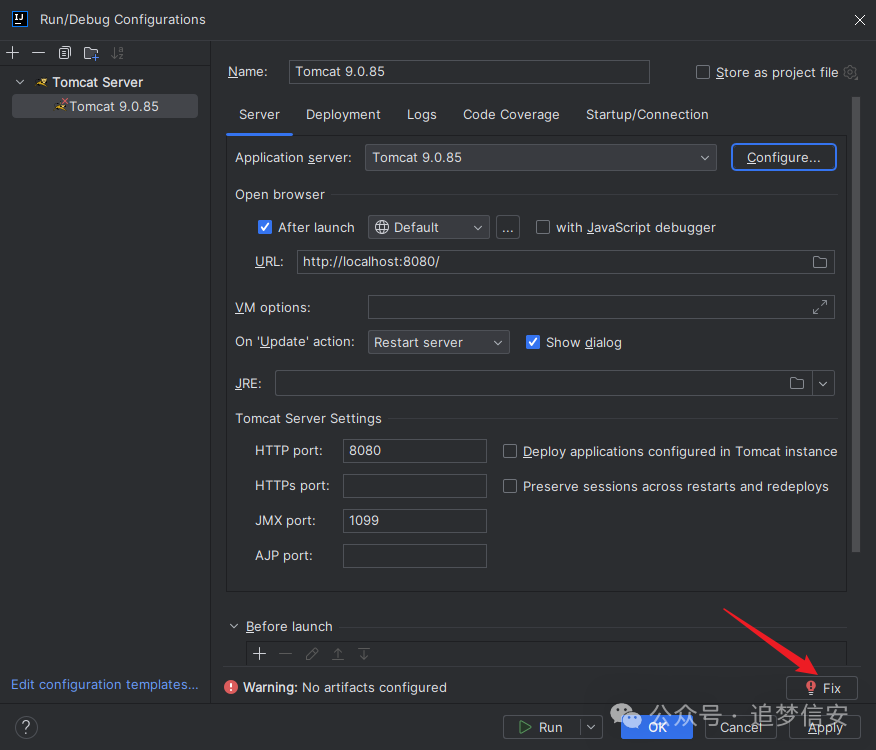 Run/Debug Configurations
Tomcat Server
Tomcat 9.0.85
Name: Tomcat 9.0.85 Store as project file
Server Deployment Logs Code Coverage Startup/Connection
Application server: Tomcat 9.0.85 Configure...
Open browser
After launch Default ... with JavaScript debugger
URL: http://localhost:8080/
VM options:
On 'Update' action: Restart server Show dialog
JRE:
Tomcat Server Settings
HTTP port: 8080 Deploy applications configured in Tomcat instance
HTTPs port: Preserve sessions across restarts and redeploys
JMX port: 1099
AJP port:
Before launch
Edit configuration templates...
Warning: No artifacts configured Fix
公众号 · 追梦信安
? Run OK Cancel Apply